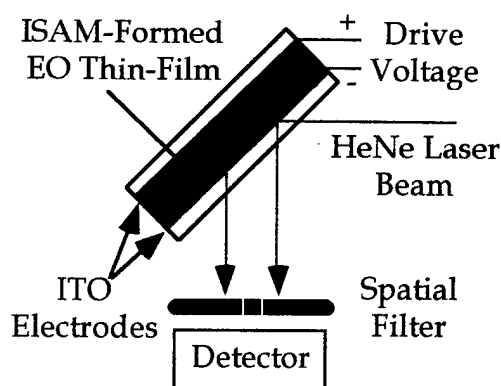 ISAM-Formed
EO Thin-Film
+
Drive
Voltage
-
HeNe Laser
Beam
ITO
Electrodes
Spatial
Filter
Detector